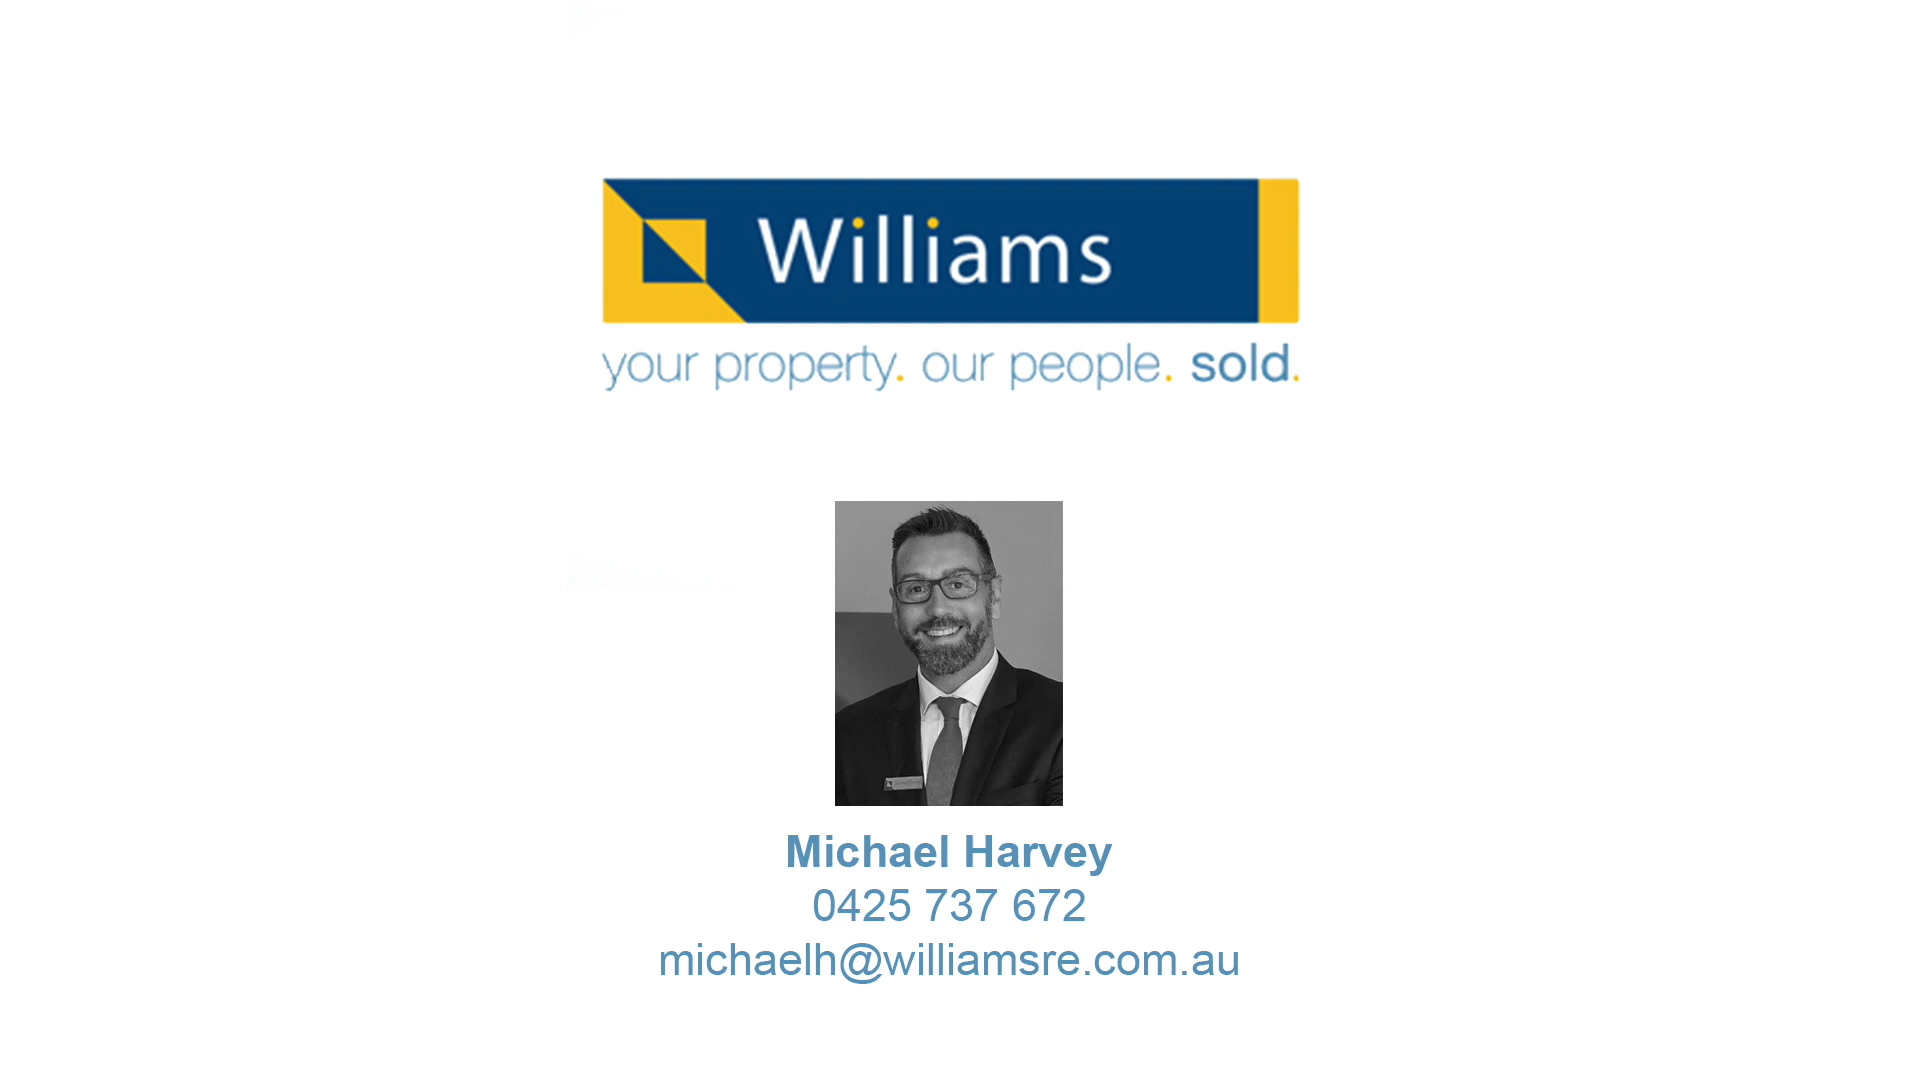 Williams
your property. our people. sold.
Michael Harvey
0425 737 672
michaelh@williamsre.com.au